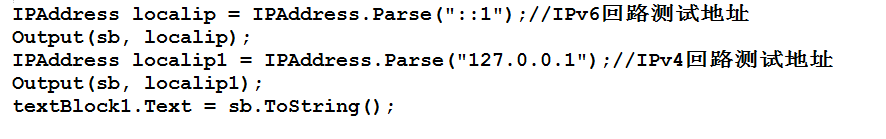 IPAddress localip = IPAddress.Parse("::1");//IPv6回路测试地址
Output(sb, localip);
IPAddress localip1 = IPAddress.Parse("127.0.0.1");//IPv4回路测试地址
Output(sb, localip1);
textBlock1.Text = sb.ToString();